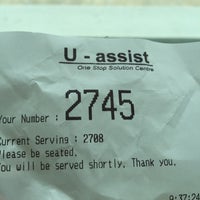 U - assist
One Stop Solution Centre
Your Number : 2745
Current Serving : 2708
Please be seated.
You will be served shortly. Thank you.
9:37:24